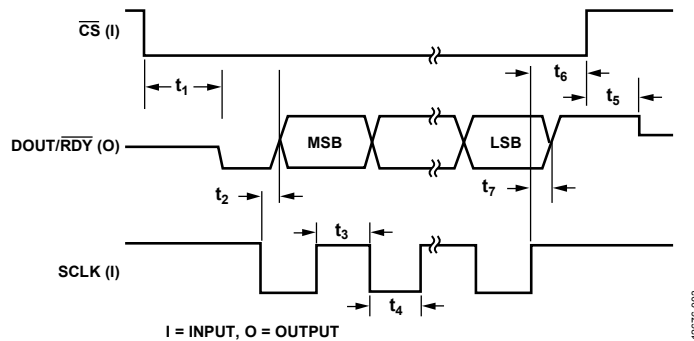 CS (I)
t1
t6
t5
DOUT/RDY (O)
MSB
LSB
t2
t7
t3
SCLK (I)
t4
I = INPUT, O = OUTPUT